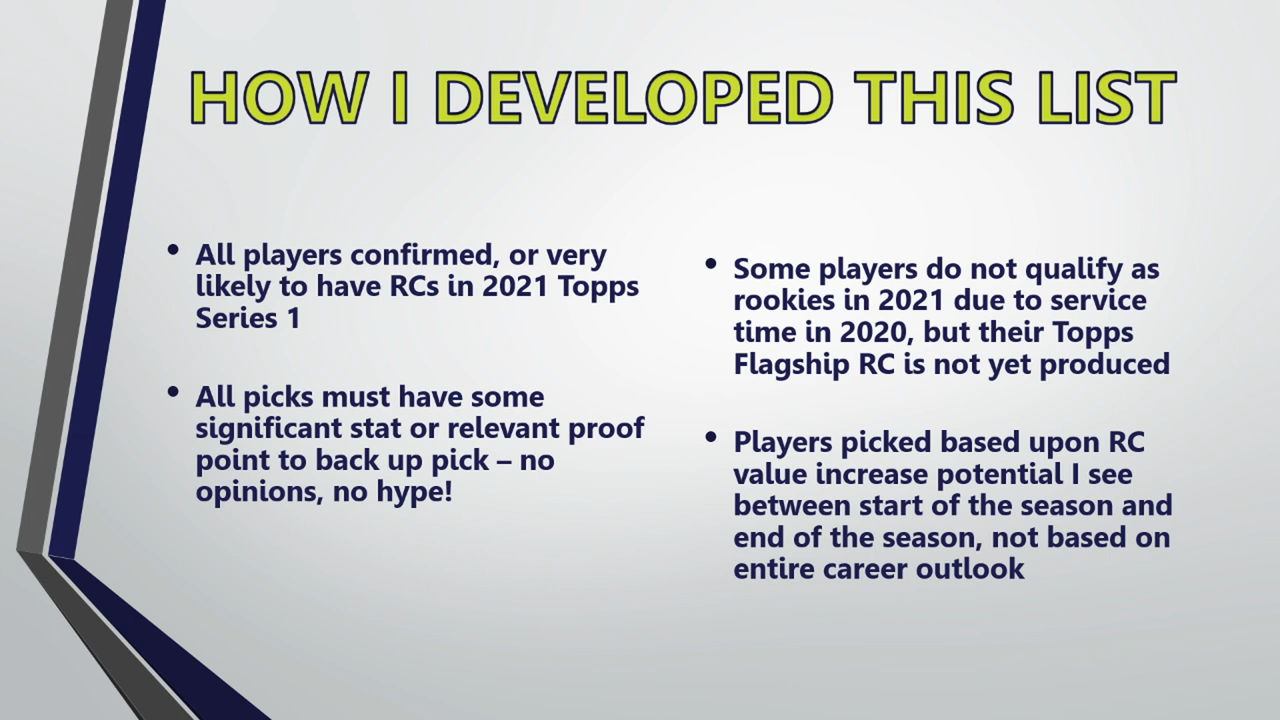 HOW I DEVELOPED THIS LIST
• All players confirmed, or very
likely to have RCs in 2021 Topps
Series 1
• All picks must have some
significant stat or relevant proof
point to back up pick – no
opinions, no hype!
• Some players do not qualify as
rookies in 2021 due to service
time in 2020, but their Topps
Flagship RC is not yet produced
• Players picked based upon RC
value increase potential I see
between start of the season and
end of the season, not based on
entire career outlook